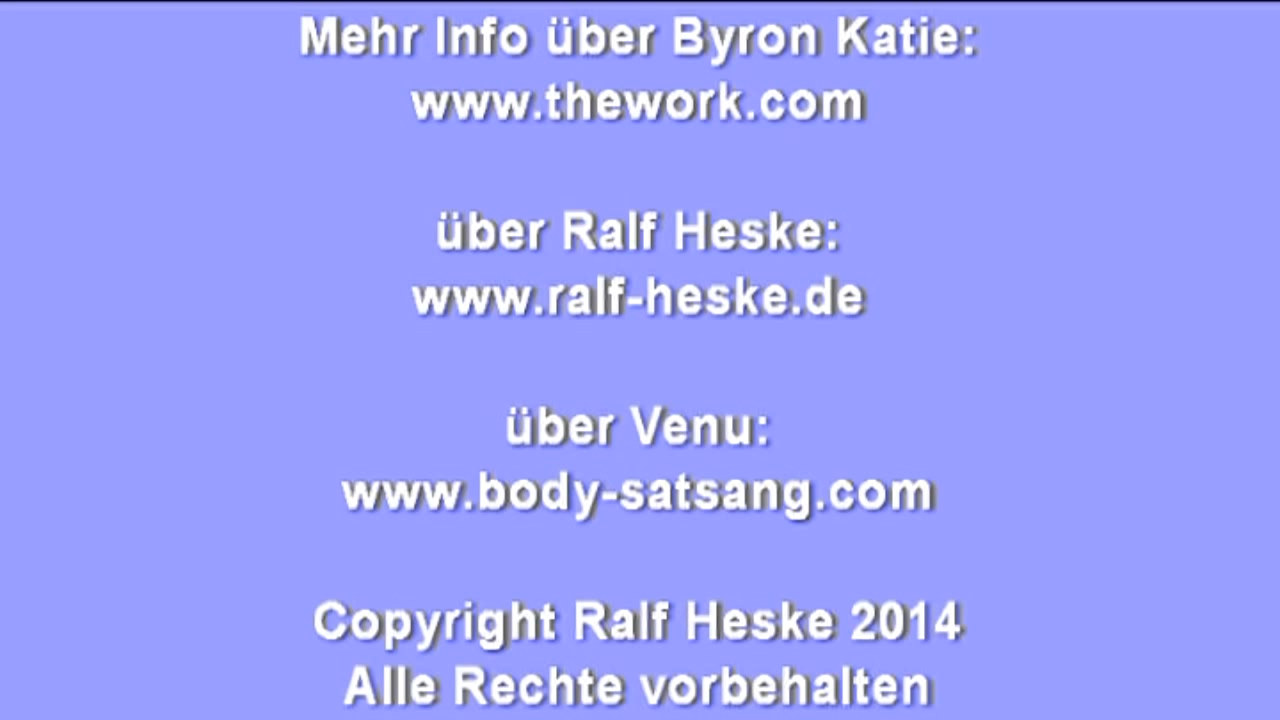 Mehr Info über Byron Katie:
www.thework.com
über Ralf Heske:
www.ralf-heske.de
über Venu:
www.body-satsang.com
Copyright Ralf Heske 2014
Alle Rechte vorbehalten